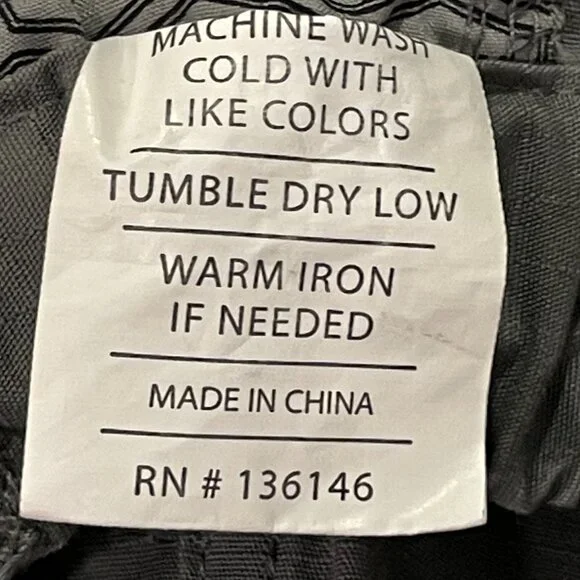 MACHINE WASH
COLD WITH
LIKE COLORS
TUMBLE DRY LOW
WARM IRON
IF NEEDED
MADE IN CHINA
RN # 136146